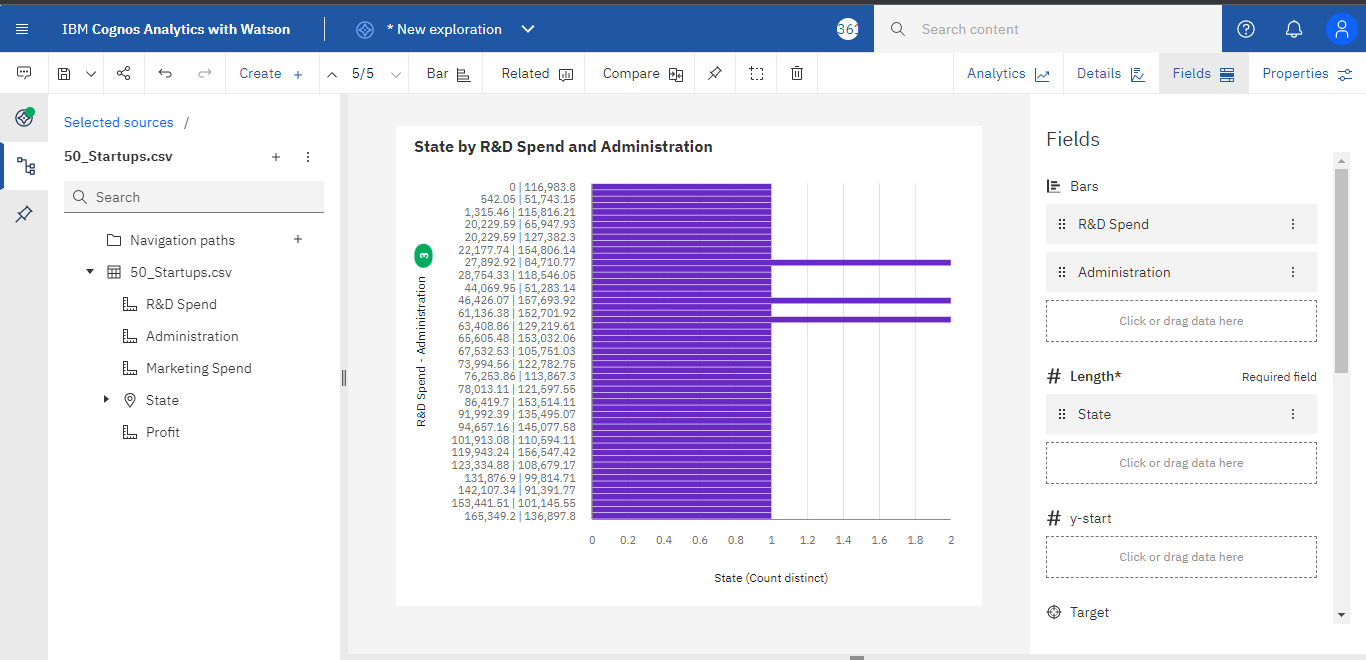 IBM Cognos Analytics with Watson
* New exploration
361
Search content
Create +
5/5
Bar
Related
Compare
Analytics
Details
Fields
Properties
Selected sources /
50_Startups.csv
Search
Navigation paths
50_Startups.csv
R&D Spend
Administration
Marketing Spend
State
Profit
State by R&D Spend and Administration
R&D Spend - Administration
3
0 | 116,983.8
542.05 | 51,743.15
1,315.46 | 115,816.21
20,229.59 | 65,947.93
20,229.59 | 127,382.3
22,177.74 | 154,806.14
27,892.92 | 84,710.77
28,754.33 | 118,546.05
44,069.95 | 51,283.14
46,426.07 | 157,693.92
61,136.38 | 152,701.92
63,408.86 | 129,219.61
65,605.48 | 153,032.06
67,532.53 | 105,751.03
73,994.56 | 122,782.75
76,253.86 | 113,867.3
78,013.11 | 121,597.55
86,419.7 | 153,514.11
91,992.39 | 135,495.07
94,657.16 | 145,077.58
101,913.08 | 110,594.11
119,943.24 | 156,547.42
123,334.88 | 108,679.17
131,876.9 | 99,814.71
142,107.34 | 91,391.77
153,441.51 | 101,145.55
165,349.2 | 136,897.8
0 0.2 0.4 0.6 0.8 1 1.2 1.4 1.6 1.8 2
State (Count distinct)
Fields
Bars
R&D Spend
Administration
Click or drag data here
Length* Required field
State
Click or drag data here
y-start
Click or drag data here
Target